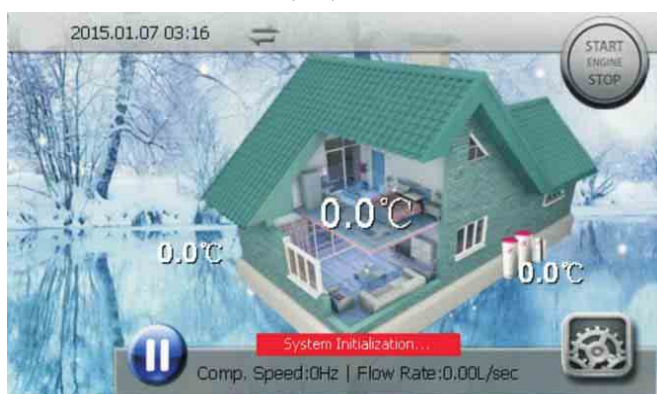 2015.01.07 03:16
START
ENGINE
STOP
0.0℃
0.0℃
0.0℃
System Initialization...
Comp. Speed:0Hz | Flow Rate:0.00L/sec